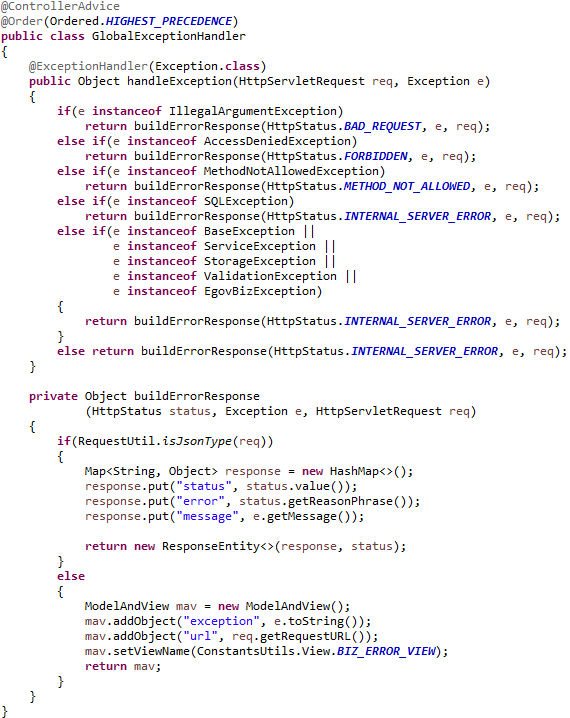 @ControllerAdvice
@Order(Ordered.HIGHEST_PRECEDENCE)
public class GlobalExceptionHandler
{
    @ExceptionHandler(Exception.class)
    public Object handleException(HttpServletRequest req, Exception e)
    {
        if(e instanceof IllegalArgumentException)
            return buildErrorResponse(HttpStatus.BAD_REQUEST, e, req);
        else if(e instanceof AccessDeniedException)
            return buildErrorResponse(HttpStatus.FORBIDDEN, e, req);
        else if(e instanceof MethodNotAllowedException)
            return buildErrorResponse(HttpStatus.METHOD_NOT_ALLOWED, e, req);
        else if(e instanceof SQLException)
            return buildErrorResponse(HttpStatus.INTERNAL_SERVER_ERROR, e, req);
        else if(e instanceof BaseException ||
                e instanceof ServiceException ||
                e instanceof StorageException ||
                e instanceof ValidationException ||
                e instanceof EgovBizException)
        {
            return buildErrorResponse(HttpStatus.INTERNAL_SERVER_ERROR, e, req);
        }
        else return buildErrorResponse(HttpStatus.INTERNAL_SERVER_ERROR, e, req);
    }

    private Object buildErrorResponse
            (HttpStatus status, Exception e, HttpServletRequest req)
    {
        if(RequestUtil.isJsonType(req))
        {
            Map<String, Object> response = new HashMap<>();
            response.put("status", status.value());
            response.put("error", status.getReasonPhrase());
            response.put("message", e.getMessage());

            return new ResponseEntity<>(response, status);
        }
        else
        {
            ModelAndView mav = new ModelAndView();
            mav.addObject("exception", e.toString());
            mav.addObject("url", req.getRequestURL());
            mav.setViewName(ConstantsUtils.View.BIZ_ERROR_VIEW);
            return mav;
        }
    }
}